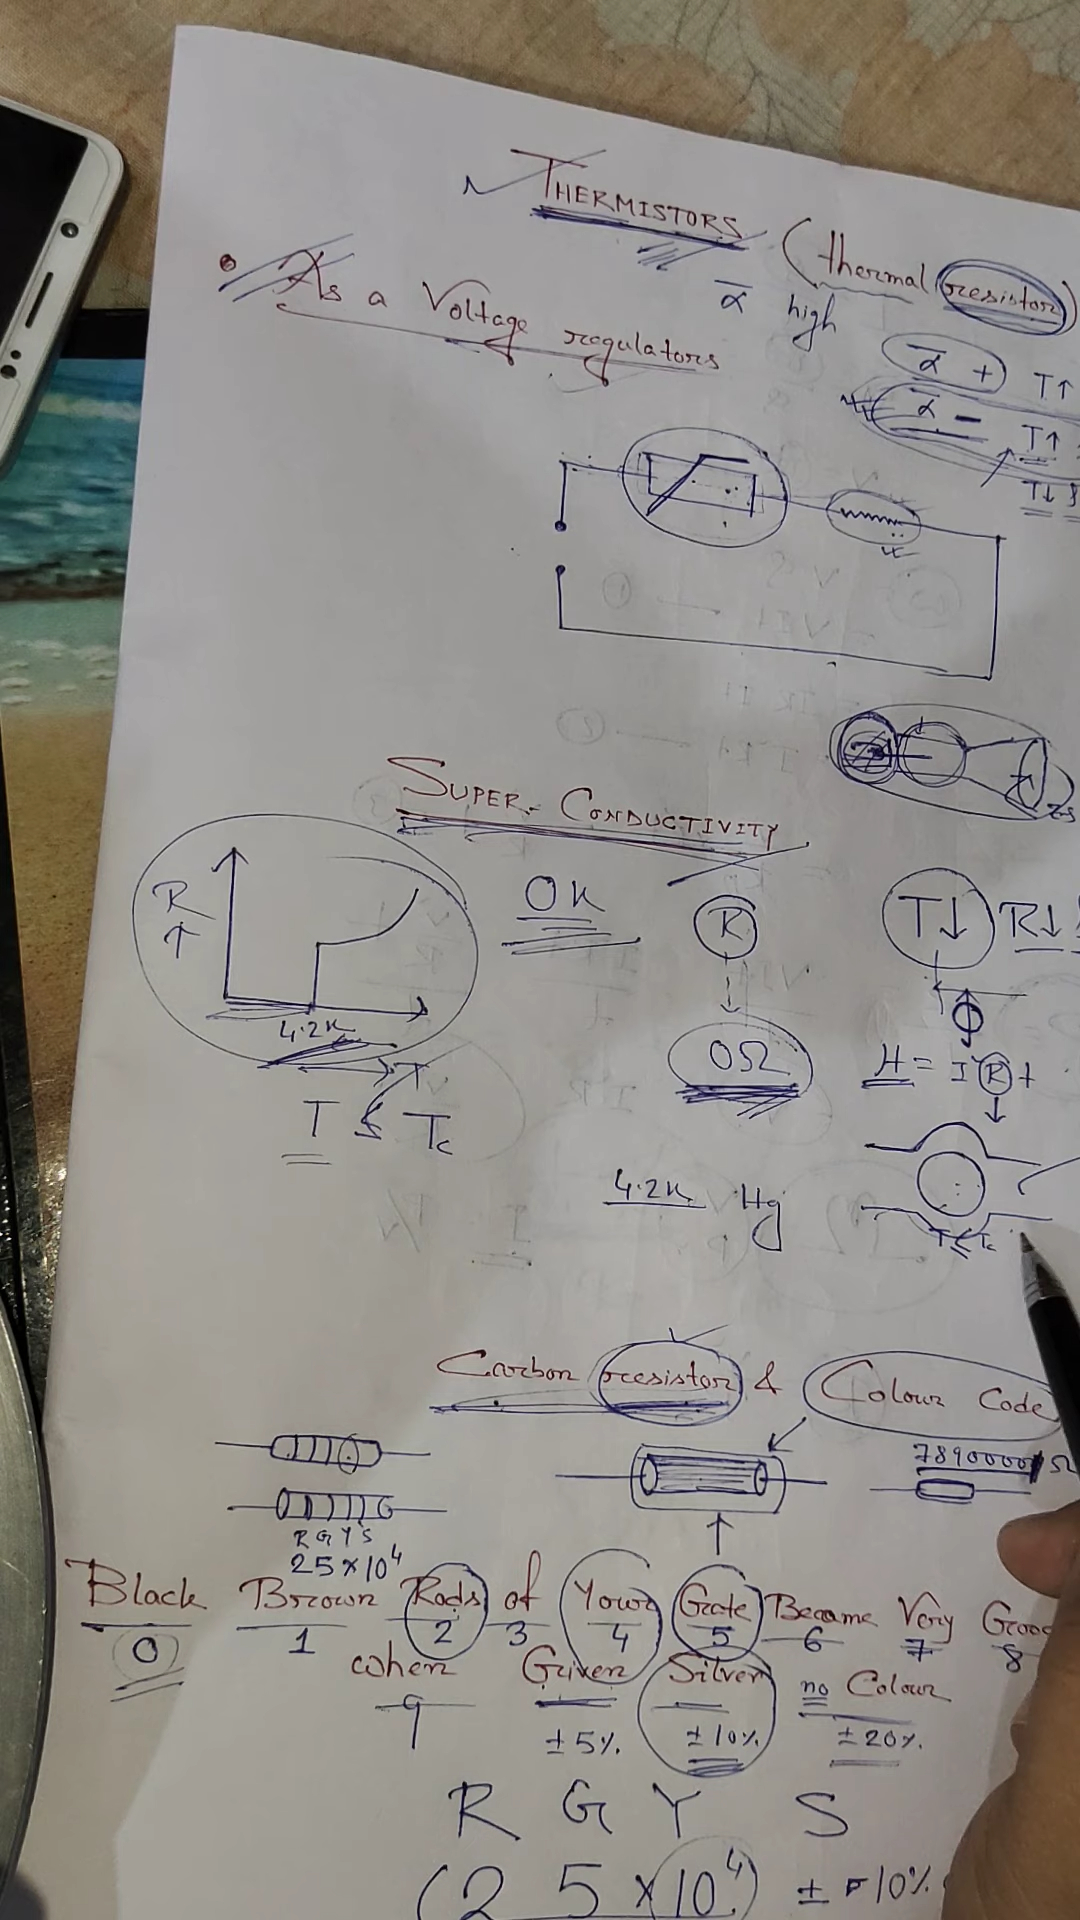 THERMISTORS (thermal resistor)
ᾱ high
• As a Voltage regulators
ᾱ + T↑
ᾱ − T↑
T↓
SUPER- CONDUCTIVITY
R ↑
4.2K
T
T ≤ Tc
0K
R
0Ω
T↓ R↓
ϕ
H = I²Rt
4.2K Hg
T ≤ Tc
Carbon resistor & Colour Code
R G Y S
25×10⁴
Black Brown Rods of Your Gate Became Very Good
0 1 2 3 4 5 6 7 8
when Given Silver no Colour
9 ±5% ±10% ±20%
R G Y S
(2 5 ×10⁴) ± 10%